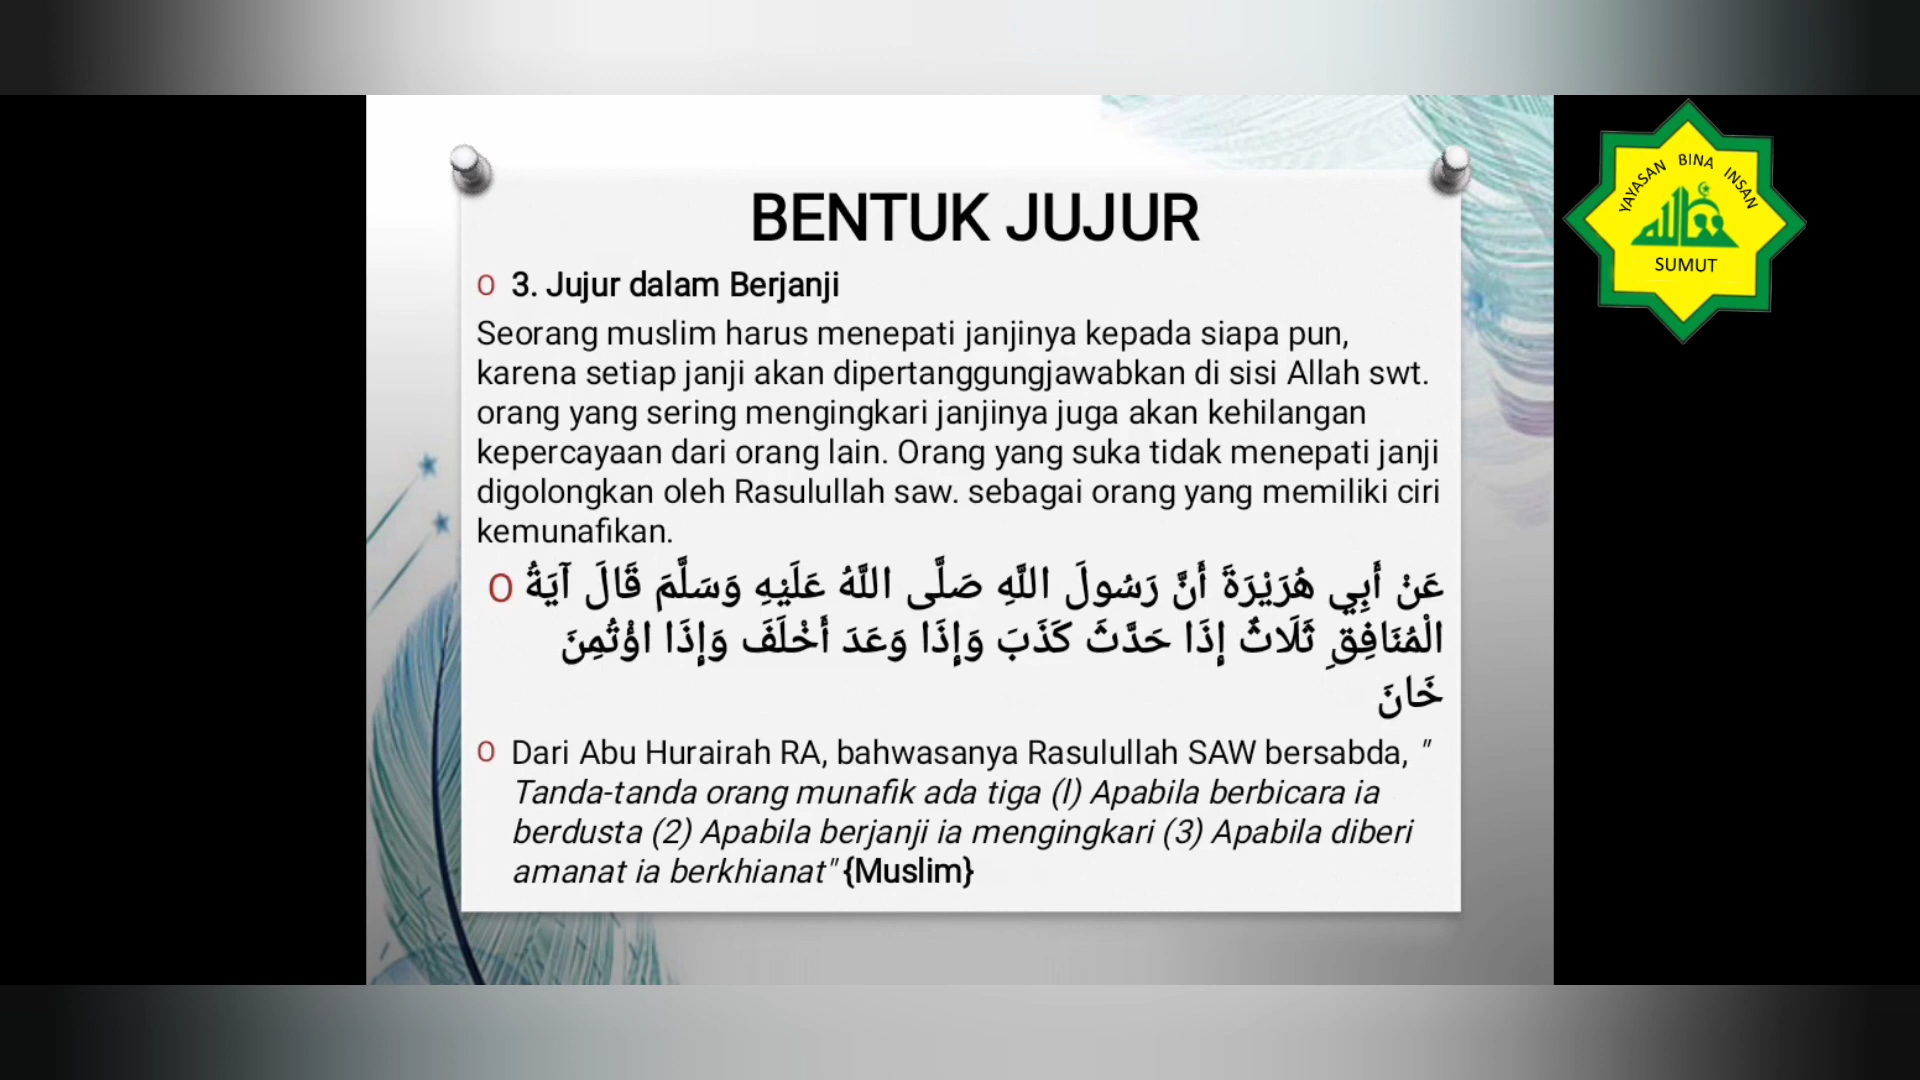 BENTUK JUJUR
O 3. Jujur dalam Berjanji
Seorang muslim harus menepati janjinya kepada siapa pun,
karena setiap janji akan dipertanggungjawabkan di sisi Allah swt.
orang yang sering mengingkari janjinya juga akan kehilangan
kepercayaan dari orang lain. Orang yang suka tidak menepati janji
digolongkan oleh Rasulullah saw. sebagai orang yang memiliki ciri
kemunafikan.
O عَنْ أَبِي هُرَيْرَةَ أَنَّ رَسُولَ اللَّهِ صَلَّى اللَّهُ عَلَيْهِ وَسَلَّمَ قَالَ آيَةُ
الْمُنَافِقِ ثَلَاثٌ إِذَا حَدَّثَ كَذَبَ وَإِذَا وَعَدَ أَخْلَفَ وَإِذَا اؤْتُمِنَ
خَانَ
O Dari Abu Hurairah RA, bahwasanya Rasulullah SAW bersabda, "
Tanda-tanda orang munafik ada tiga (l) Apabila berbicara ia
berdusta (2) Apabila berjanji ia mengingkari (3) Apabila diberi
amanat ia berkhianat" {Muslim}
YAYASAN BINA INSAN
الله
SUMUT